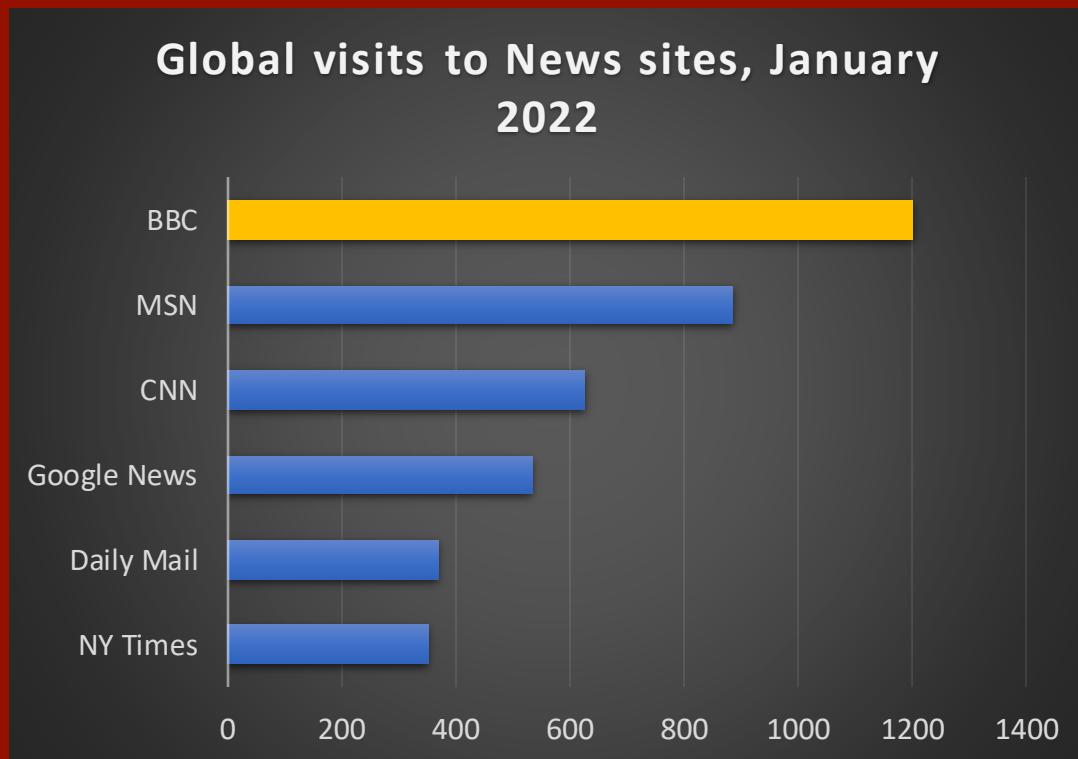 Global visits to News sites, January
2022
BBC
MSN
CNN
Google News
Daily Mail
NY Times
0 200 400 600 800 1000 1200 1400